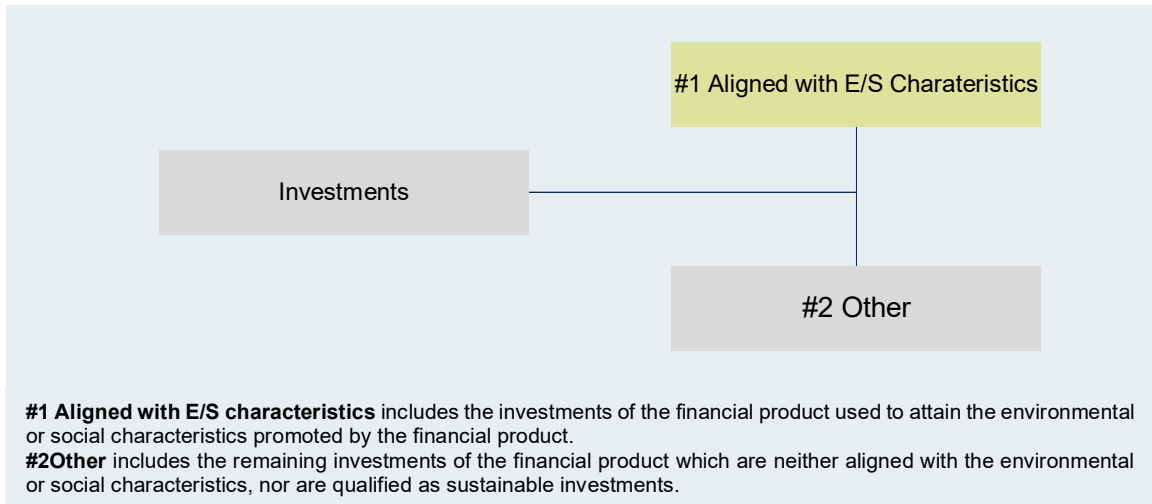 #1 Aligned with E/S Charateristics
Investments
#2 Other
#1 Aligned with E/S characteristics includes the investments of the financial product used to attain the environmental
or social characteristics promoted by the financial product.
#2Other includes the remaining investments of the financial product which are neither aligned with the environmental
or social characteristics, nor are qualified as sustainable investments.